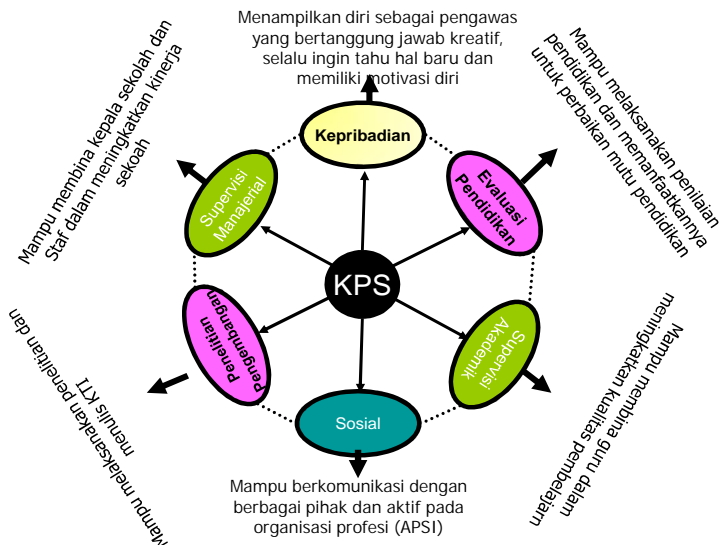 Menampilkan diri sebagai pengawas
yang bertanggung jawab kreatif,
selalu ingin tahu hal baru dan
memiliki motivasi diri
Kepribadian
Mampu melaksanakan penilaian
pendidikan dan memanfaatkannya
untuk perbaikan mutu pendidikan
Evaluasi
Pendidikan
Mampu membina guru dalam
meningkatkan kualitas pembelajarn
Supervisi
Akademik
Sosial
Mampu berkomunikasi dengan
berbagai pihak dan aktif pada
organisasi profesi (APSI)
Penelitian
Pengembangan
Mampu melaksanakan penelitian dan
menulis KTI
Supervisi
Manajerial
Mampu membina kepala sekolah dan
Staf dalam meningkatkan kinerja
sekoah
KPS